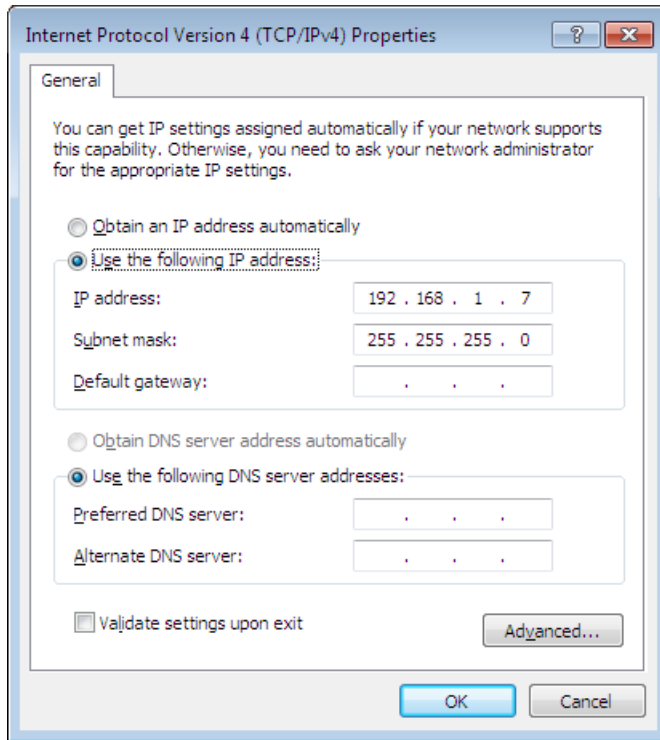 Internet Protocol Version 4 (TCP/IPv4) Properties
General
You can get IP settings assigned automatically if your network supports
this capability. Otherwise, you need to ask your network administrator
for the appropriate IP settings.
Obtain an IP address automatically
Use the following IP address:
IP address: 192 . 168 . 1 . 7
Subnet mask: 255 . 255 . 255 . 0
Default gateway: . . .
Obtain DNS server address automatically
Use the following DNS server addresses:
Preferred DNS server: . . .
Alternate DNS server: . . .
Validate settings upon exit
Advanced...
OK Cancel